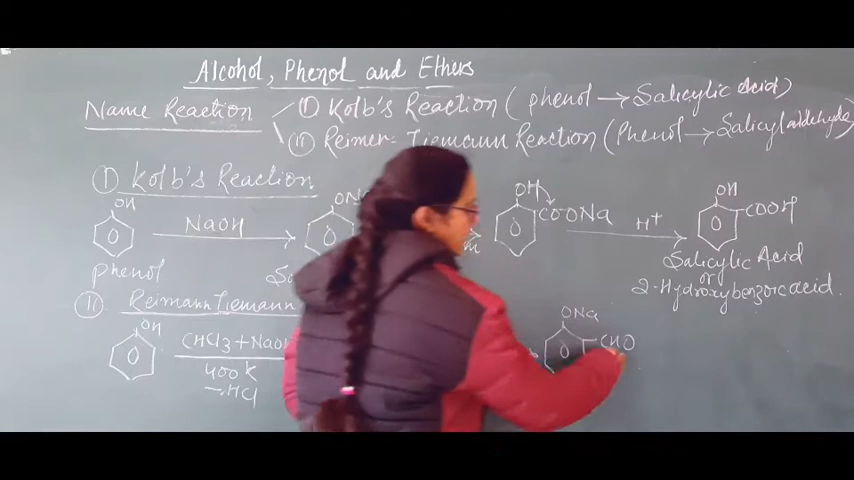 Alcohol, Phenol and Ethers
Name Reaction
(I) Kolb's Reaction ( phenol → Salicylic acid)
(ii) Reimer- Tiemann Reaction (Phenol → Salicylaldehyde)
(I) Kolb's Reaction
OH NaOH ONa OH COONa H+ OH COOH
phenol
Salicylic Acid
or
2-Hydroxybenzoic acid.
(II) Reimann Tiemann
OH CHCl3+NaOH ONa CHO
400K
-HCl